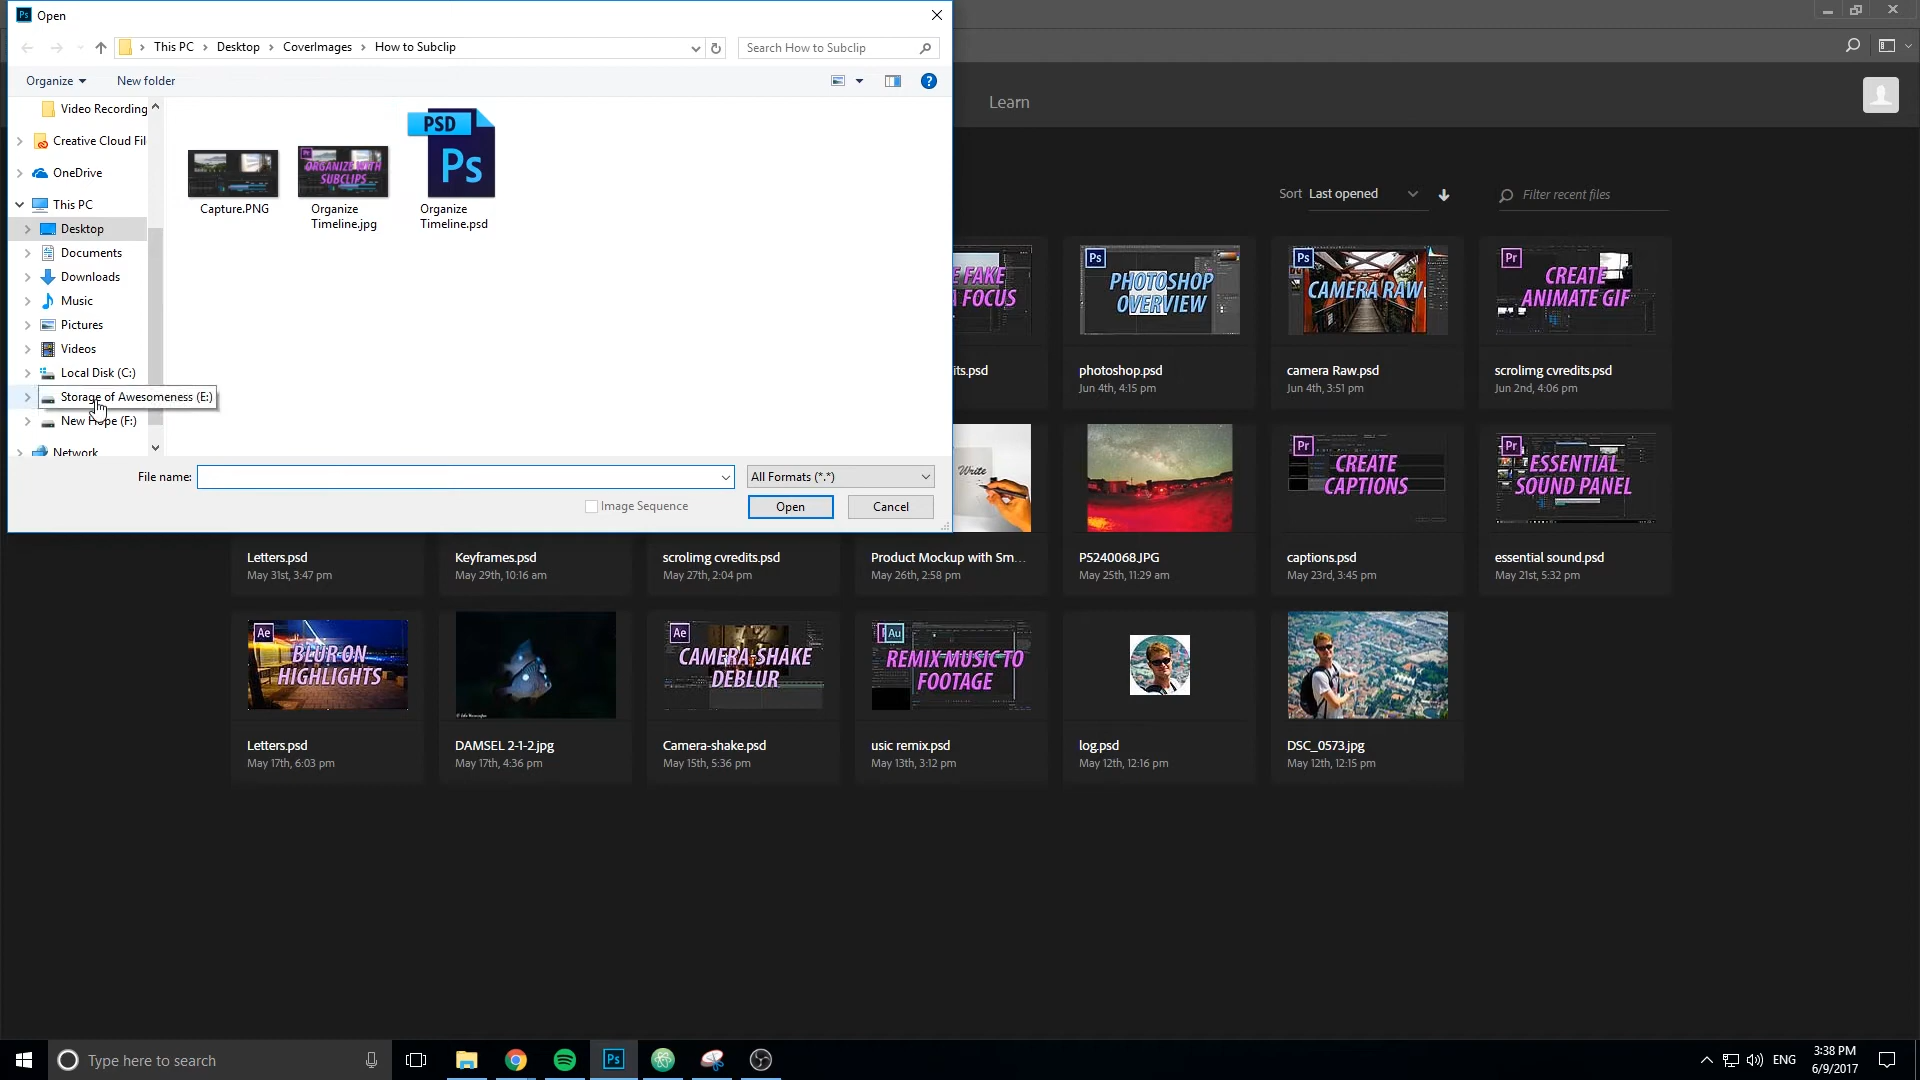 Ps Open
This PC Desktop CoverImages How to Subclip
Search How to Subclip
Organize
New folder
?
Video Recording
Creative Cloud Fil
OneDrive
This PC
Desktop
Documents
Downloads
Music
Pictures
Videos
Local Disk (C:)
Storage of Awesomeness (E:)
New Hope (F:)
Network
Pr
ORGANIZE WITH
SUBCLIPS
PSD
Ps
Capture.PNG
Organize
Timeline.jpg
Organize
Timeline.psd
File name:
All Formats (*.*)
Image Sequence
Open
Cancel
Learn
Sort Last opened
Filter recent files
E FAKE
A FOCUS
Ps
PHOTOSHOP
OVERVIEW
Ps
CAMERA RAW
Pr
CREATE
ANIMATE GIF
its.psd
photoshop.psd
Jun 4th, 4:15 pm
camera Raw.psd
Jun 4th, 3:51 pm
scrolimg cvredits.psd
Jun 2nd, 4:06 pm
Write
Pr
CREATE
CAPTIONS
Pr
ESSENTIAL
SOUND PANEL
Letters.psd
May 31st, 3:47 pm
Keyframes.psd
May 29th, 10:16 am
scrolimg cvredits.psd
May 27th, 2:04 pm
Product Mockup with Sm...
May 26th, 2:58 pm
P5240068.JPG
May 25th, 11:29 am
captions.psd
May 23rd, 3:45 pm
essential sound.psd
May 21st, 5:32 pm
Ae
BLUR ON
HIGHLIGHTS
Ae
CAMERA-SHAKE
DEBLUR
Au
REMIX MUSIC TO
FOOTAGE
Letters.psd
May 17th, 6:03 pm
DAMSEL 2-1-2.jpg
May 17th, 4:36 pm
Camera-shake.psd
May 15th, 5:36 pm
usic remix.psd
May 13th, 3:12 pm
log.psd
May 12th, 12:16 pm
DSC_0573.jpg
May 12th, 12:15 pm
Type here to search
Ps
ENG
3:38 PM
6/9/2017